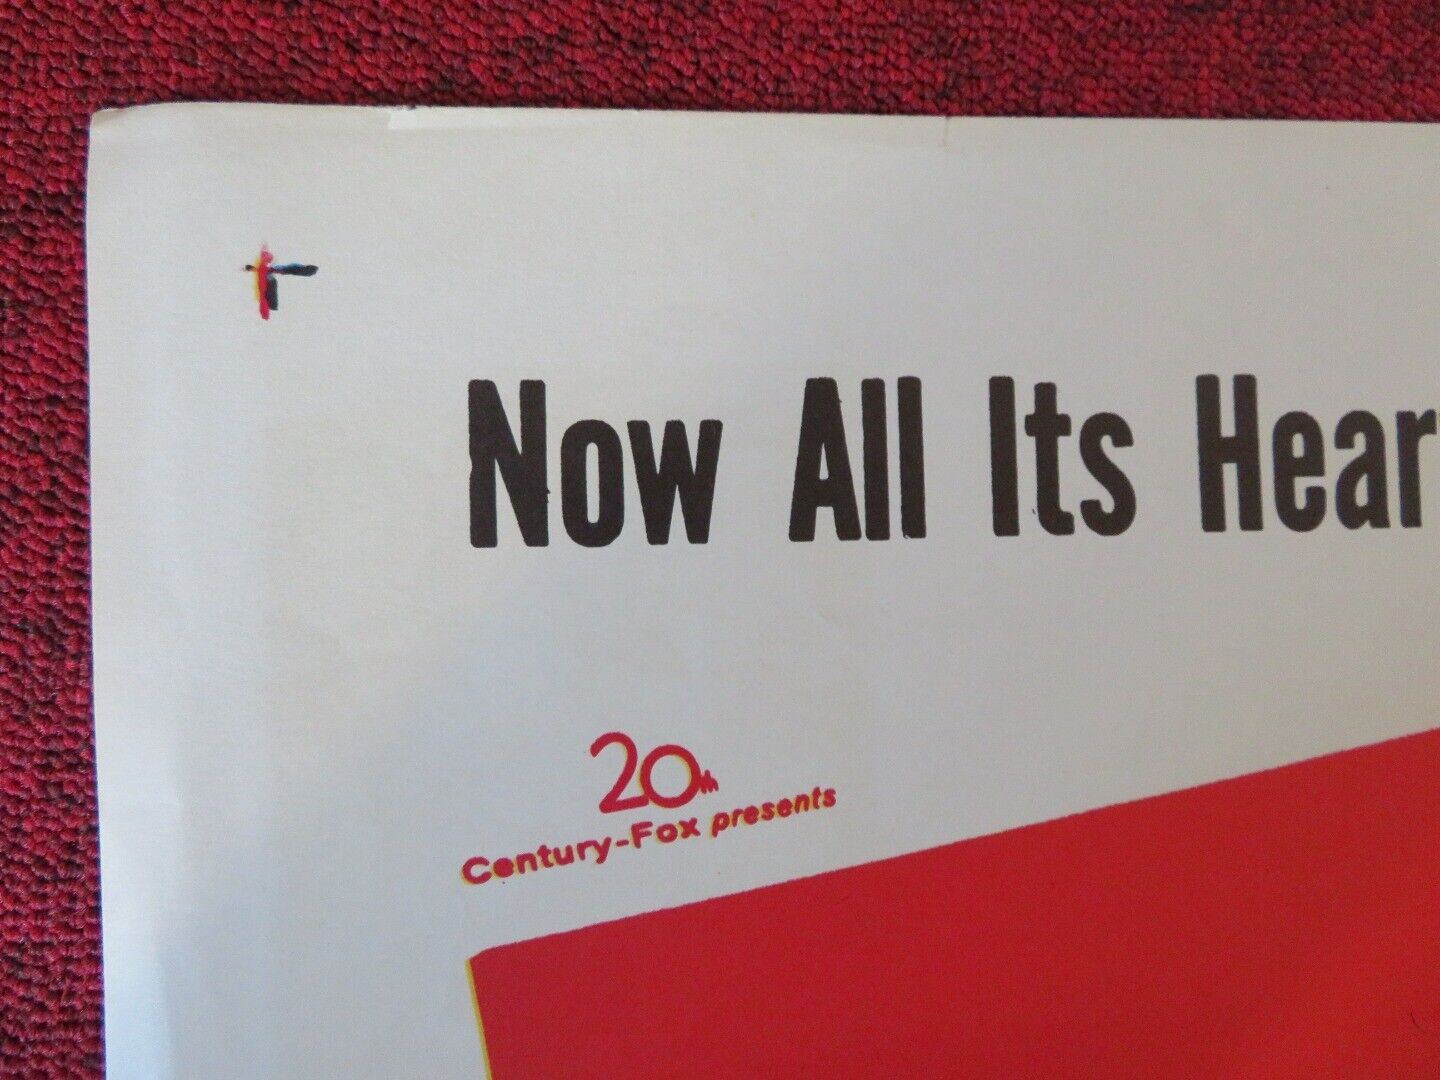 Now All Its Hear
20th
Century-Fox presents